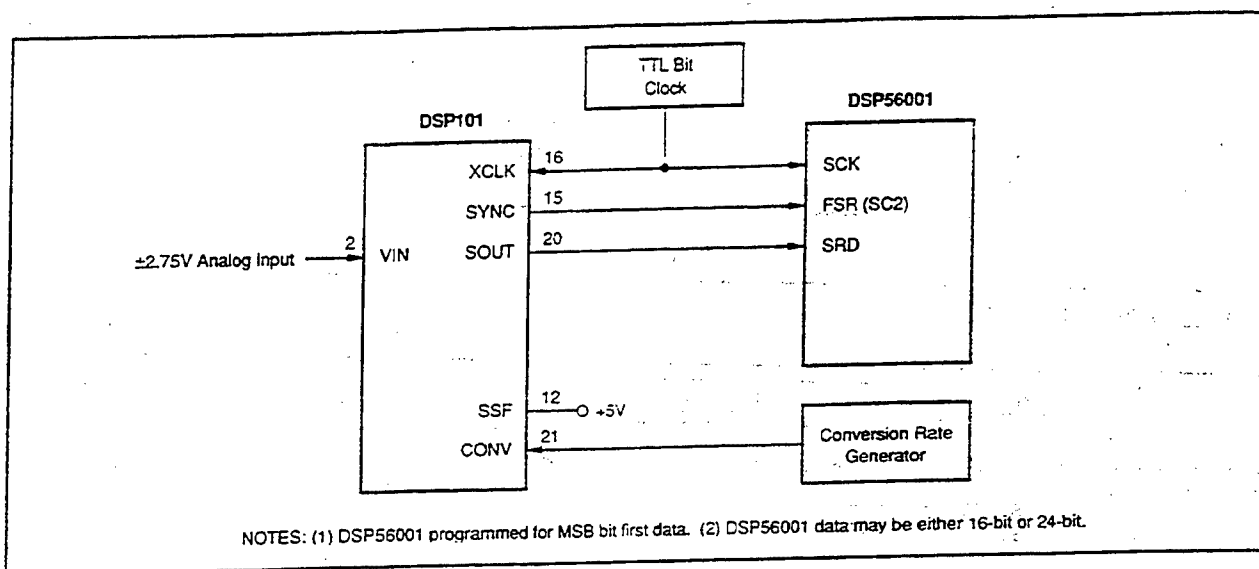 TTL Bit
Clock
DSP56001
DSP101
16
XCLK
SCK
15
SYNC
FSR (SC2)
20
2
±2.75V Analog Input
VIN
SOUT
SRD
12
SSF
+5V
21
CONV
Conversion Rate
Generator
NOTES: (1) DSP56001 programmed for MSB bit first data. (2) DSP56001 data may be either 16-bit or 24-bit.